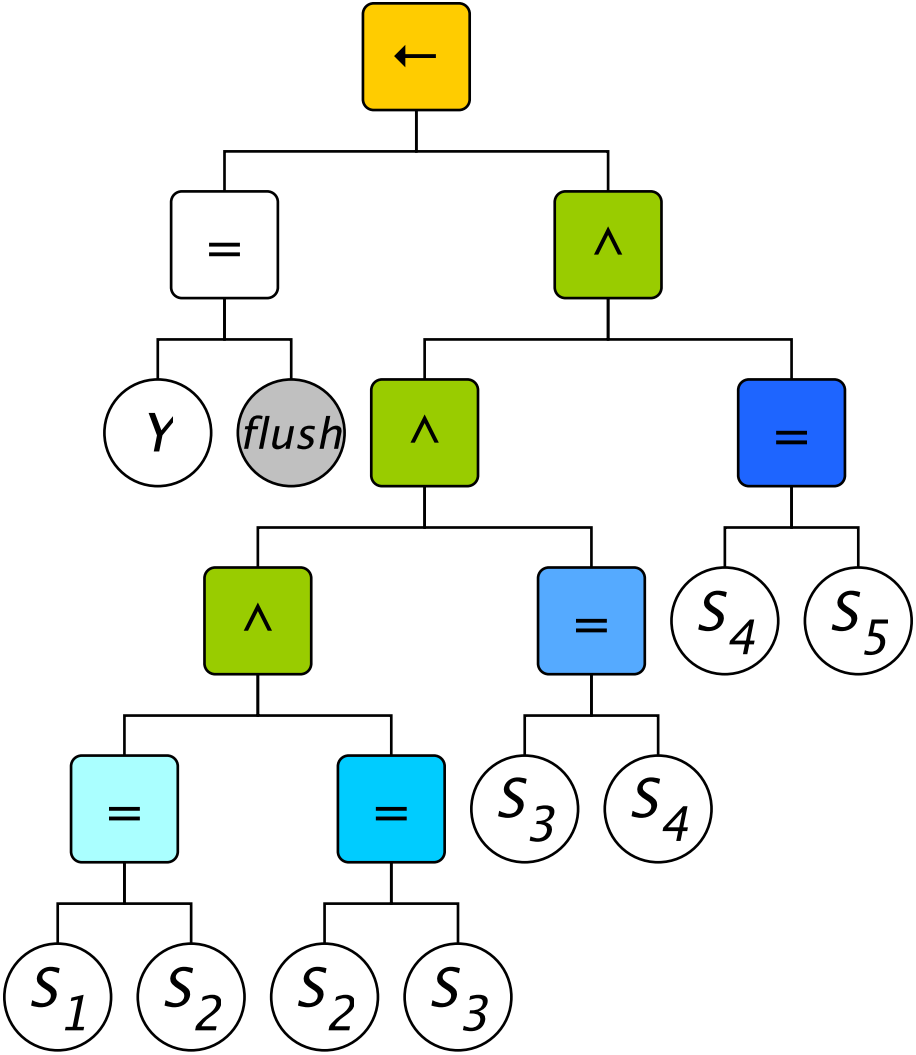 ←
= ∧
Y flush ∧ =
∧ = S4 S5
= = S3 S4
S1 S2 S2 S3